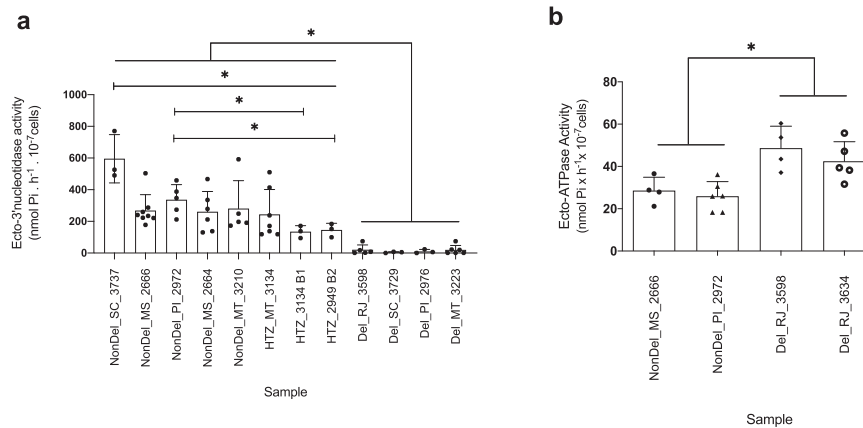 a
*
*
*
*
Ecto-3'nucleotidase activity
(nmol Pi . h⁻¹ . 10⁻⁷cells)
1000
800
600
400
200
0
NonDel_SC_3737
NonDel_MS_2666
NonDel_PI_2972
NonDel_MS_2664
NonDel_MT_3210
HTZ_MT_3134
HTZ_3134 B1
HTZ_2949 B2
Del_RJ_3598
Del_SC_3729
Del_PI_2976
Del_MT_3223
Sample
b
*
Ecto-ATPase Activity
(nmol Pi x h⁻¹x 10⁻⁷cells)
80
60
40
20
0
NonDel_MS_2666
NonDel_PI_2972
Del_RJ_3598
Del_RJ_3634
Sample